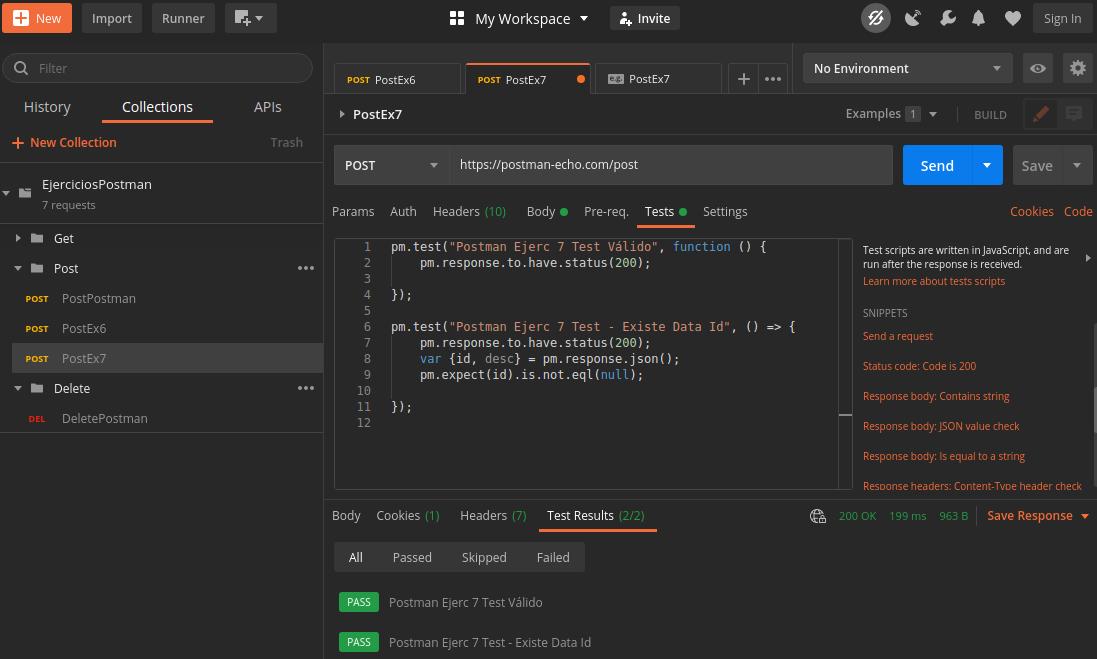 New Import Runner My Workspace Invite Sign In
Filter
History Collections APIs
New Collection Trash
EjerciciosPostman
7 requests
Get
Post
POST PostPostman
POST PostEx6
POST PostEx7
Delete
DEL DeletePostman
POST PostEx6 POST PostEx7 e.g. PostEx7 No Environment
PostEx7 Examples 1 BUILD
POST https://postman-echo.com/post Send Save
Params Auth Headers (10) Body Pre-req. Tests Settings Cookies Code
1 pm.test("Postman Ejerc 7 Test Válido", function () {
2 pm.response.to.have.status(200);
3
4 });
5
6 pm.test("Postman Ejerc 7 Test - Existe Data Id", () => {
7 pm.response.to.have.status(200);
8 var {id, desc} = pm.response.json();
9 pm.expect(id).is.not.eql(null);
10
11 });
12
Test scripts are written in JavaScript, and are
run after the response is received.
Learn more about tests scripts
SNIPPETS
Send a request
Status code: Code is 200
Response body: Contains string
Response body: JSON value check
Response body: Is equal to a string
Response headers: Content-Type header check
Body Cookies (1) Headers (7) Test Results (2/2) 200 OK 199 ms 963 B Save Response
All Passed Skipped Failed
PASS Postman Ejerc 7 Test Válido
PASS Postman Ejerc 7 Test - Existe Data Id